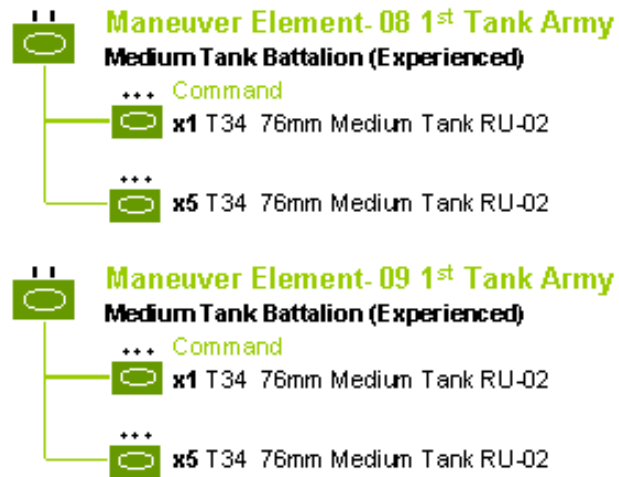 Maneuver Element- 08 1st Tank Army
Medium Tank Battalion (Experienced)
Command
x1 T34 76mm Medium Tank RU-02
x5 T34 76mm Medium Tank RU-02
Maneuver Element- 09 1st Tank Army
Medium Tank Battalion (Experienced)
Command
x1 T34 76mm Medium Tank RU-02
x5 T34 76mm Medium Tank RU-02